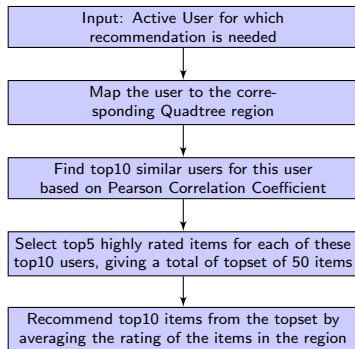 Input: Active User for which
recommendation is needed
Map the user to the corre-
sponding Quadtree region
Find top10 similar users for this user
based on Pearson Correlation Coefficient
Select top5 highly rated items for each of these
top10 users, giving a total of topset of 50 items
Recommend top10 items from the topset by
averaging the rating of the items in the region